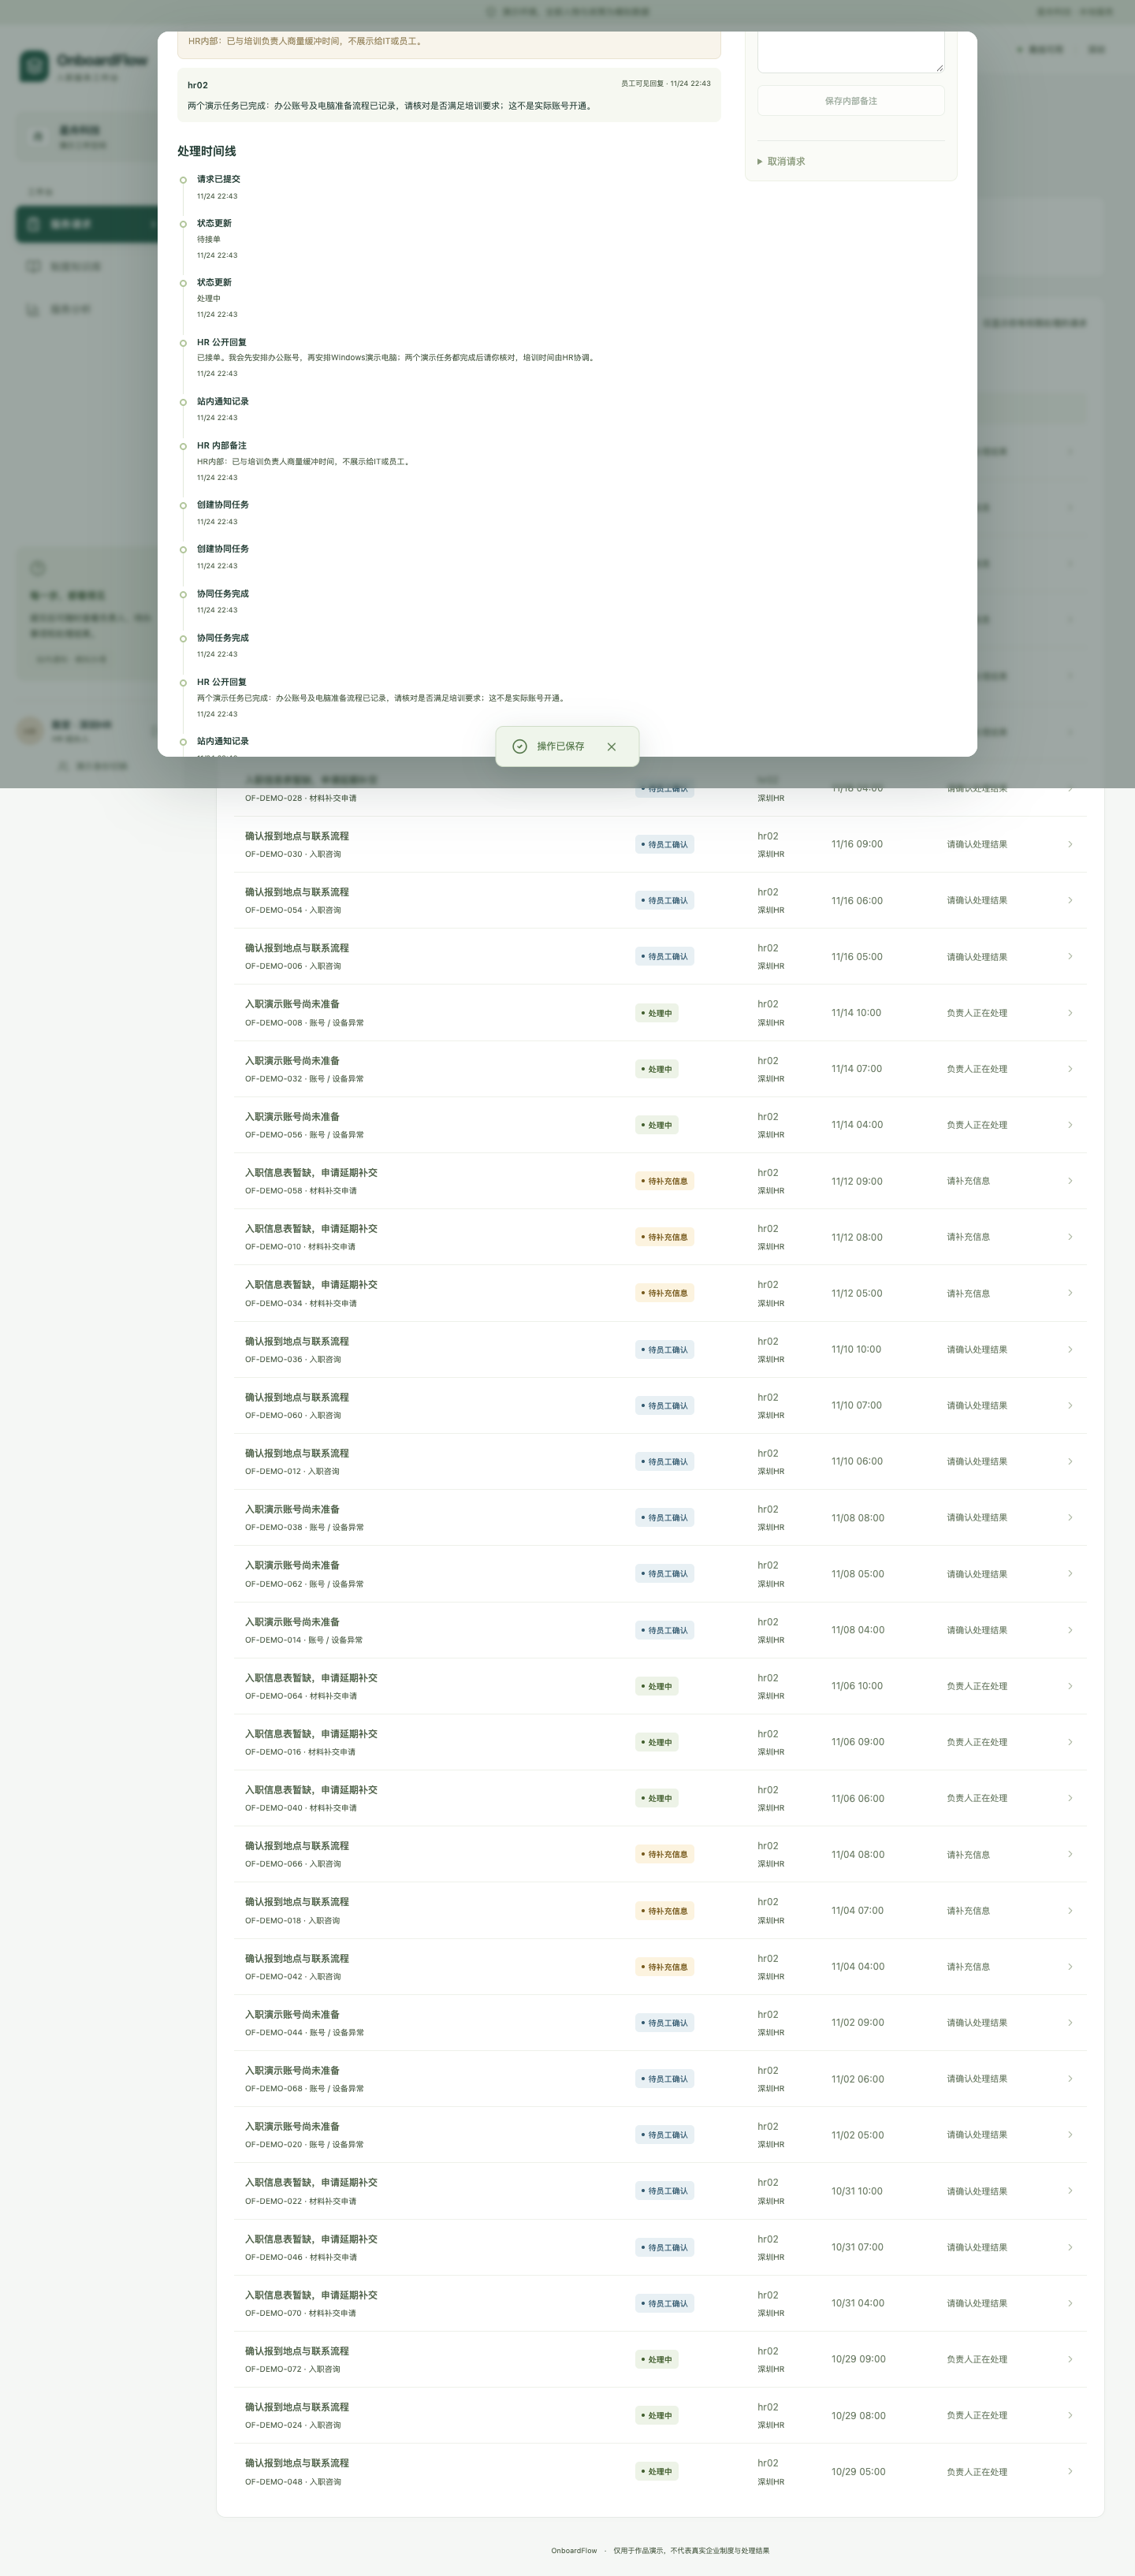 OnboardFlow
HR内部：已与培训负责人商量缓冲时间，不展示给IT或员工。
hr02
员工可见回复 · 11/24 22:43
两个演示任务已完成：办公账号及电脑准备流程已记录，请核对是否满足培训要求；这不是实际账号开通。
保存内部备注
取消请求
处理时间线
请求已提交
11/24 22:43
状态更新
待接单
11/24 22:43
状态更新
处理中
11/24 22:43
HR 公开回复
已接单。我会先安排办公账号，再安排Windows演示电脑；两个演示任务都完成后请你核对，培训时间由HR协调。
11/24 22:43
站内通知记录
11/24 22:43
HR 内部备注
HR内部：已与培训负责人商量缓冲时间，不展示给IT或员工。
11/24 22:43
创建协同任务
11/24 22:43
创建协同任务
11/24 22:43
协同任务完成
11/24 22:43
协同任务完成
11/24 22:43
HR 公开回复
两个演示任务已完成：办公账号及电脑准备流程已记录，请核对是否满足培训要求；这不是实际账号开通。
11/24 22:43
站内通知记录
操作已保存
入职信息表暂缺，申请延期补交
OF-DEMO-028 · 材料补交申请
待员工确认
深圳HR
11/16 04:00
请确认处理结果
确认报到地点与联系流程
OF-DEMO-030 · 入职咨询
待员工确认
hr02
深圳HR
11/16 09:00
请确认处理结果
确认报到地点与联系流程
OF-DEMO-054 · 入职咨询
待员工确认
hr02
深圳HR
11/16 06:00
请确认处理结果
确认报到地点与联系流程
OF-DEMO-006 · 入职咨询
待员工确认
hr02
深圳HR
11/16 05:00
请确认处理结果
入职演示账号尚未准备
OF-DEMO-008 · 账号 / 设备异常
处理中
hr02
深圳HR
11/14 10:00
负责人正在处理
入职演示账号尚未准备
OF-DEMO-032 · 账号 / 设备异常
处理中
hr02
深圳HR
11/14 07:00
负责人正在处理
入职演示账号尚未准备
OF-DEMO-056 · 账号 / 设备异常
处理中
hr02
深圳HR
11/14 04:00
负责人正在处理
入职信息表暂缺，申请延期补交
OF-DEMO-058 · 材料补交申请
待补充信息
hr02
深圳HR
11/12 09:00
请补充信息
入职信息表暂缺，申请延期补交
OF-DEMO-010 · 材料补交申请
待补充信息
hr02
深圳HR
11/12 08:00
请补充信息
入职信息表暂缺，申请延期补交
OF-DEMO-034 · 材料补交申请
待补充信息
hr02
深圳HR
11/12 05:00
请补充信息
确认报到地点与联系流程
OF-DEMO-036 · 入职咨询
待员工确认
hr02
深圳HR
11/10 10:00
请确认处理结果
确认报到地点与联系流程
OF-DEMO-060 · 入职咨询
待员工确认
hr02
深圳HR
11/10 07:00
请确认处理结果
确认报到地点与联系流程
OF-DEMO-012 · 入职咨询
待员工确认
hr02
深圳HR
11/10 06:00
请确认处理结果
入职演示账号尚未准备
OF-DEMO-038 · 账号 / 设备异常
待员工确认
hr02
深圳HR
11/08 08:00
请确认处理结果
入职演示账号尚未准备
OF-DEMO-062 · 账号 / 设备异常
待员工确认
hr02
深圳HR
11/08 05:00
请确认处理结果
入职演示账号尚未准备
OF-DEMO-014 · 账号 / 设备异常
待员工确认
hr02
深圳HR
11/08 04:00
请确认处理结果
入职信息表暂缺，申请延期补交
OF-DEMO-064 · 材料补交申请
处理中
hr02
深圳HR
11/06 10:00
负责人正在处理
入职信息表暂缺，申请延期补交
OF-DEMO-016 · 材料补交申请
处理中
hr02
深圳HR
11/06 09:00
负责人正在处理
入职信息表暂缺，申请延期补交
OF-DEMO-040 · 材料补交申请
处理中
hr02
深圳HR
11/06 06:00
负责人正在处理
确认报到地点与联系流程
OF-DEMO-066 · 入职咨询
待补充信息
hr02
深圳HR
11/04 08:00
请补充信息
确认报到地点与联系流程
OF-DEMO-018 · 入职咨询
待补充信息
hr02
深圳HR
11/04 07:00
请补充信息
确认报到地点与联系流程
OF-DEMO-042 · 入职咨询
待补充信息
hr02
深圳HR
11/04 04:00
请补充信息
入职演示账号尚未准备
OF-DEMO-044 · 账号 / 设备异常
待员工确认
hr02
深圳HR
11/02 09:00
请确认处理结果
入职演示账号尚未准备
OF-DEMO-068 · 账号 / 设备异常
待员工确认
hr02
深圳HR
11/02 06:00
请确认处理结果
入职演示账号尚未准备
OF-DEMO-020 · 账号 / 设备异常
待员工确认
hr02
深圳HR
11/02 05:00
请确认处理结果
入职信息表暂缺，申请延期补交
OF-DEMO-022 · 材料补交申请
待员工确认
hr02
深圳HR
10/31 10:00
请确认处理结果
入职信息表暂缺，申请延期补交
OF-DEMO-046 · 材料补交申请
待员工确认
hr02
深圳HR
10/31 07:00
请确认处理结果
入职信息表暂缺，申请延期补交
OF-DEMO-070 · 材料补交申请
待员工确认
hr02
深圳HR
10/31 04:00
请确认处理结果
确认报到地点与联系流程
OF-DEMO-072 · 入职咨询
处理中
hr02
深圳HR
10/29 09:00
负责人正在处理
确认报到地点与联系流程
OF-DEMO-024 · 入职咨询
处理中
hr02
深圳HR
10/29 08:00
负责人正在处理
确认报到地点与联系流程
OF-DEMO-048 · 入职咨询
处理中
hr02
深圳HR
10/29 05:00
负责人正在处理
OnboardFlow · 仅用于作品演示，不代表真实企业制度与处理结果